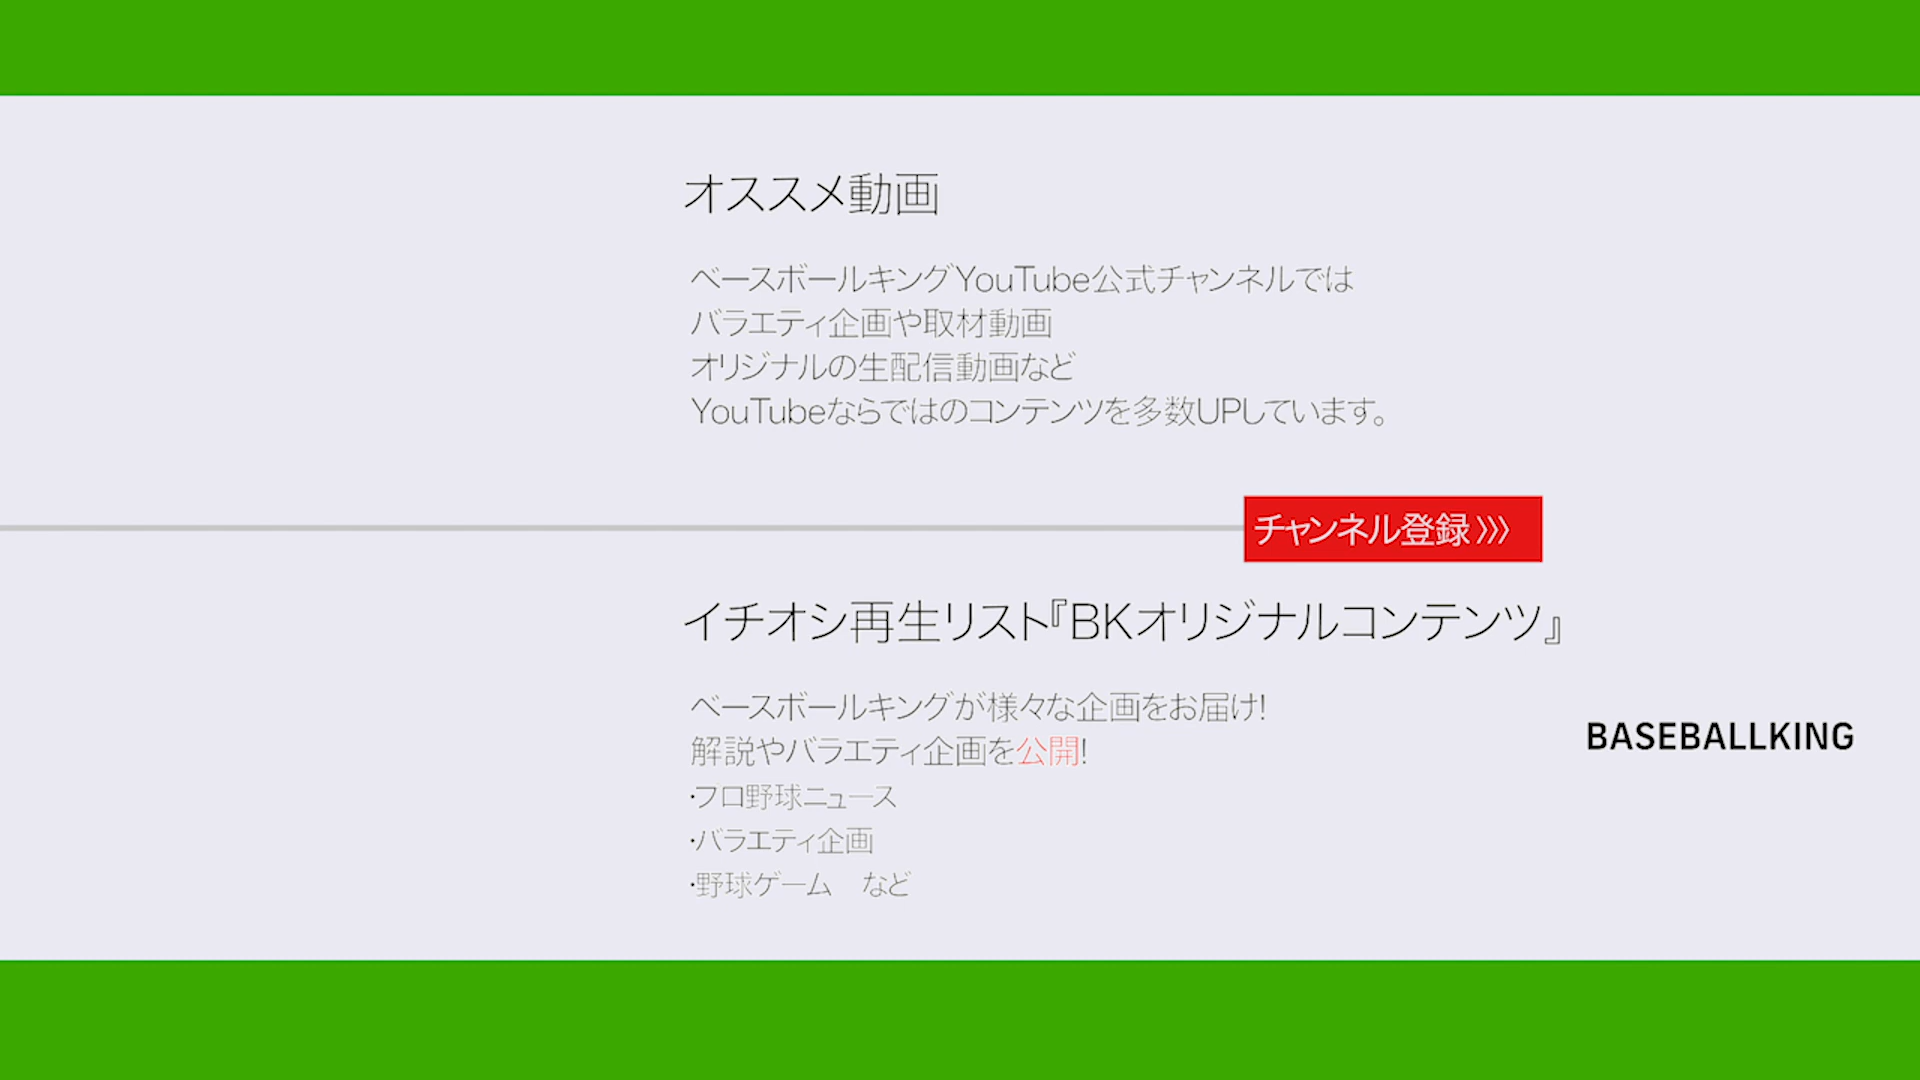 オススメ動画
ベースボールキングYouTube公式チャンネルでは
バラエティ企画や取材動画
オリジナルの生配信動画など
YouTubeならではのコンテンツを多数UPしています。
チャンネル登録 》〉
イチオシ再生リスト『BKオリジナルコンテンツ』
ベースボールキングが様々な企画をお届け!
解説やバラエティ企画を公開!
・プロ野球ニュース
・バラエティ企画
・野球ゲーム　など
BASEBALLKING